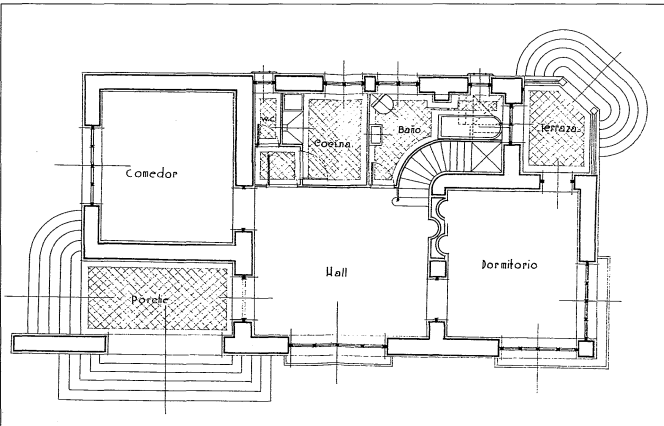 w.c.
Cocina
Baño
Terraza
Comedor
Hall
Dormitorio
Porche